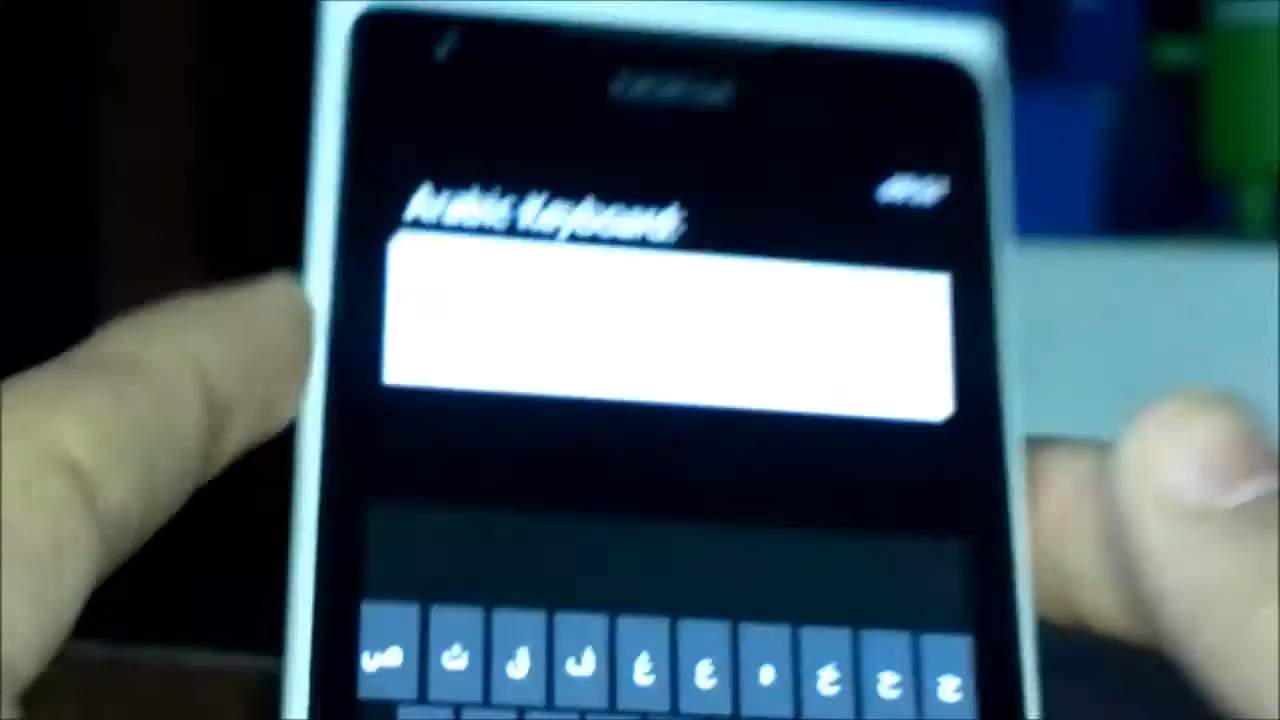 Arabic Keyboard:
ص ث ق ف غ ع ه خ ح ج